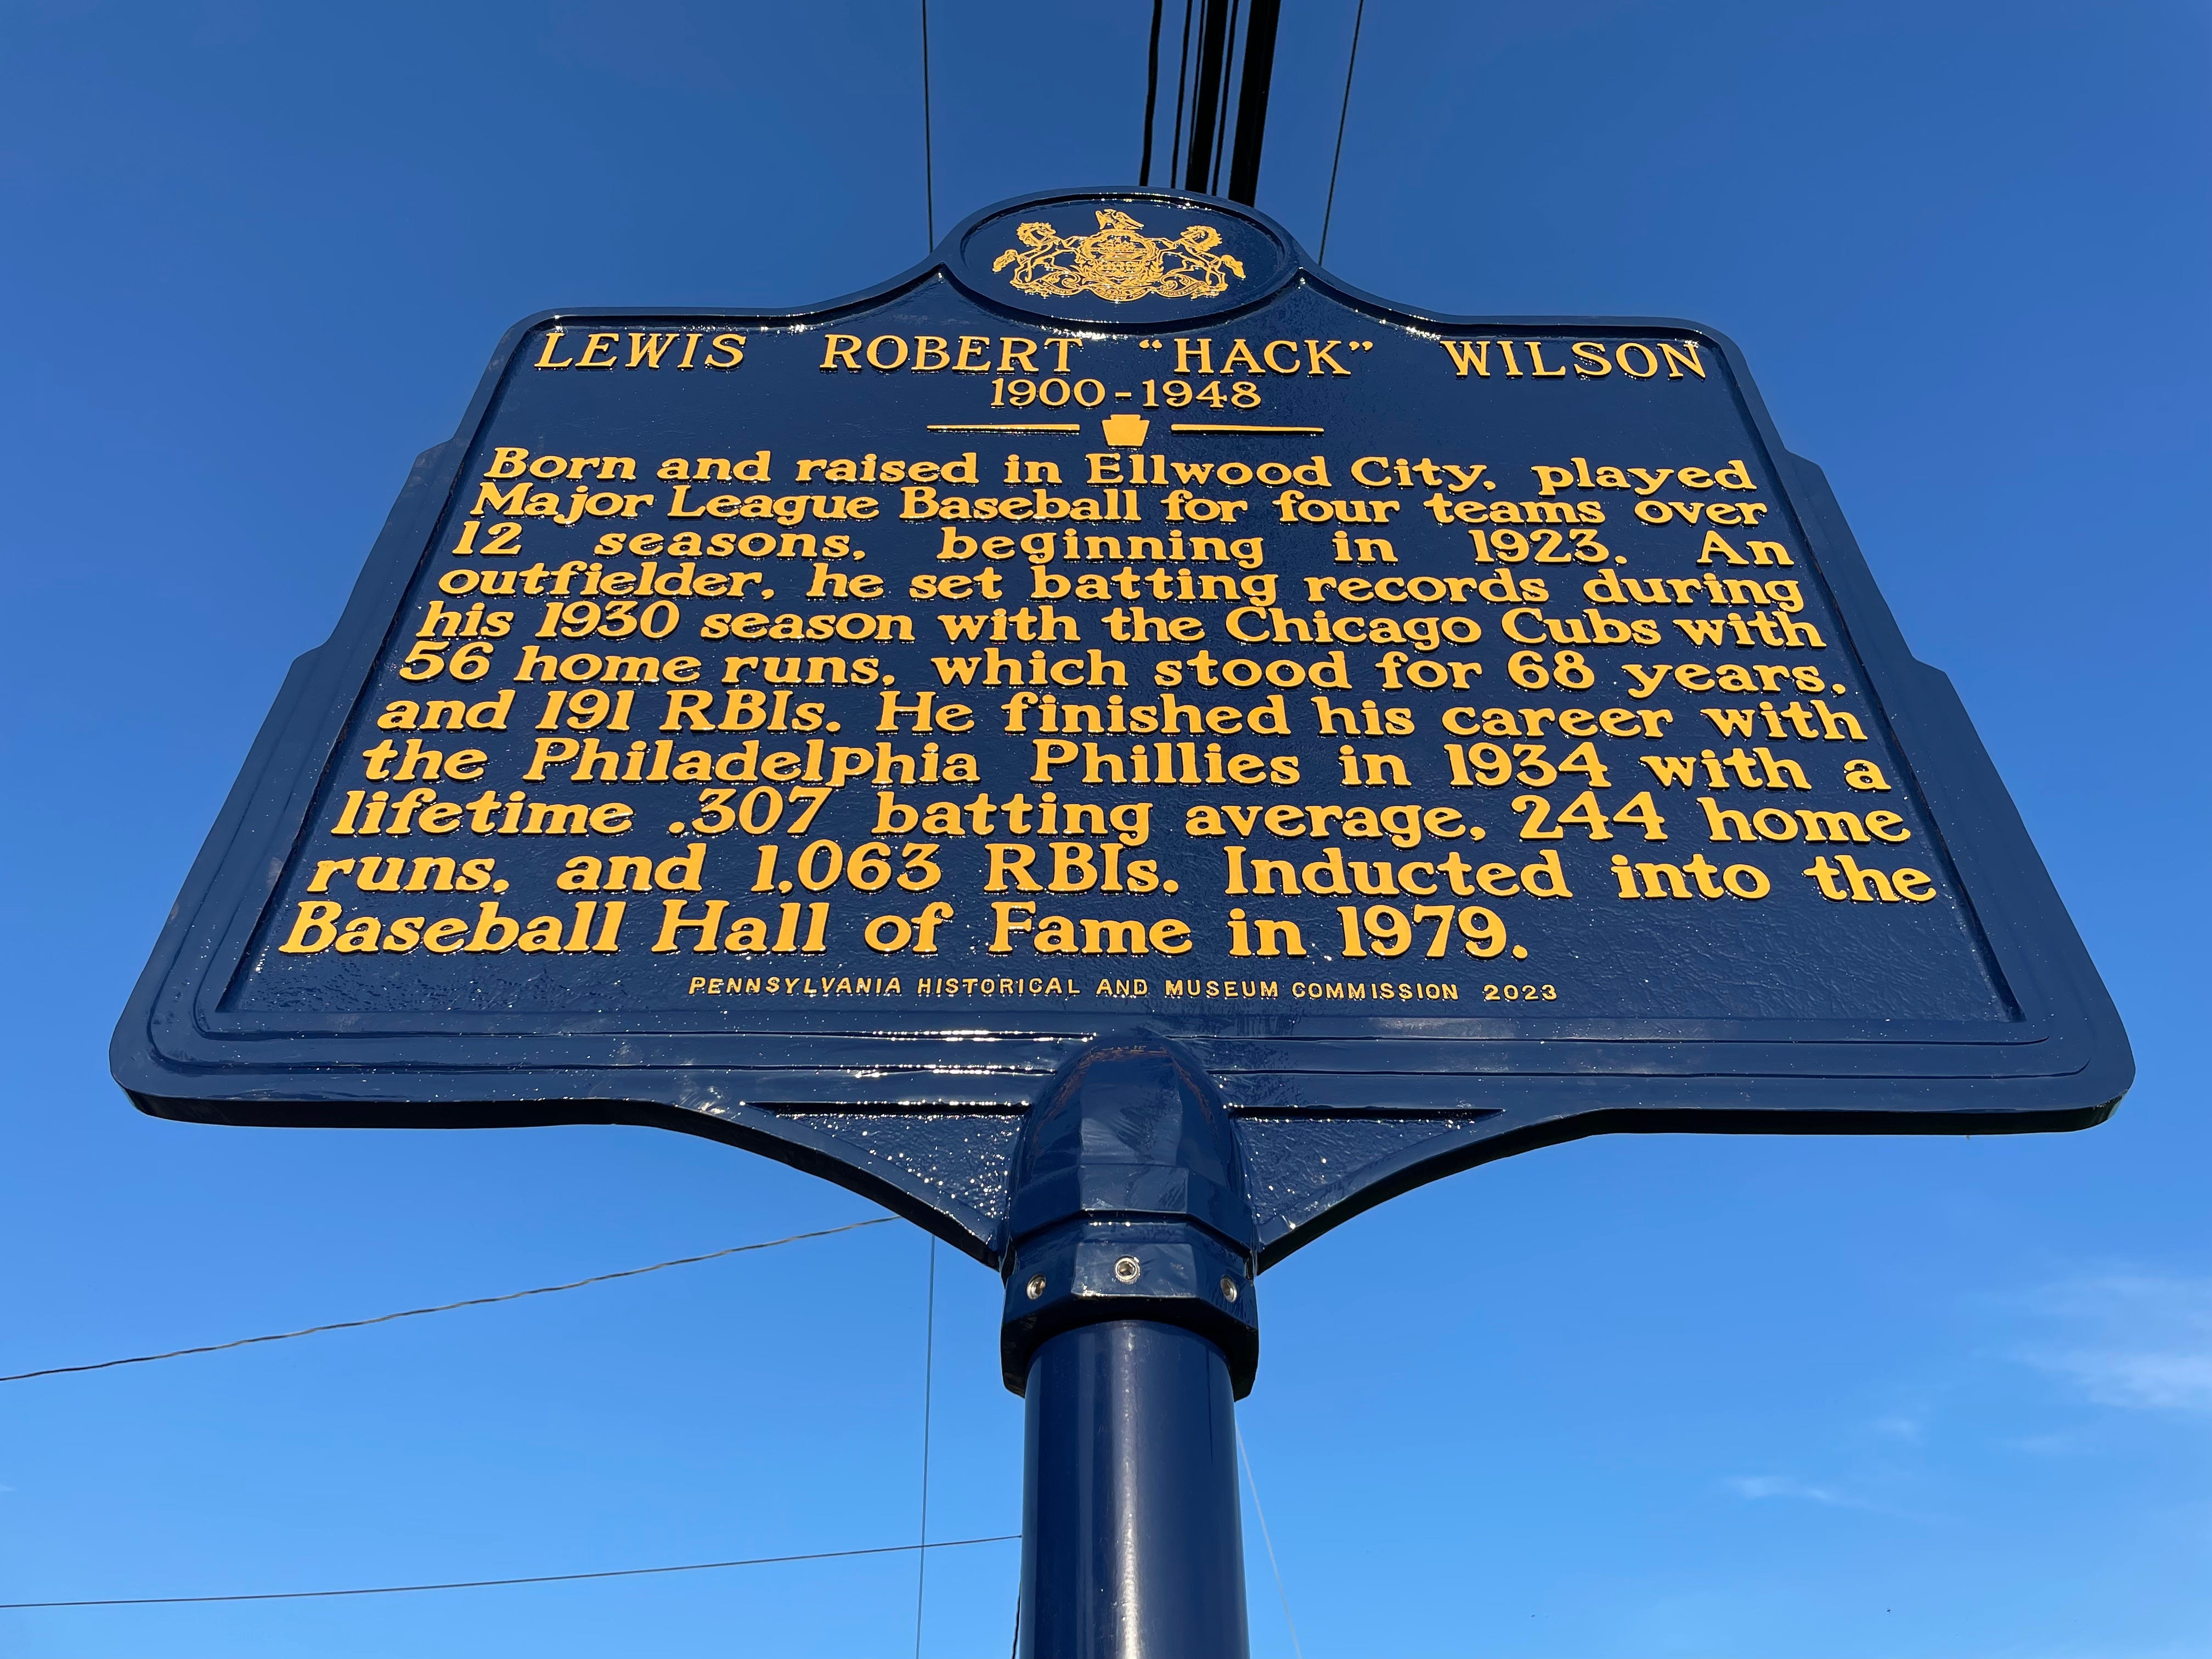 LEWIS ROBERT “HACK” WILSON
1900-1948
Born and raised in Ellwood City, played
Major League Baseball for four teams over
12 seasons, beginning in 1923. An
outfielder, he set batting records during
his 1930 season with the Chicago Cubs with
56 home runs, which stood for 68 years,
and 191 RBIs. He finished his career with
the Philadelphia Phillies in 1934 with a
lifetime .307 batting average, 244 home
runs, and 1,063 RBIs. Inducted into the
Baseball Hall of Fame in 1979.
PENNSYLVANIA HISTORICAL AND MUSEUM COMMISSION 2023